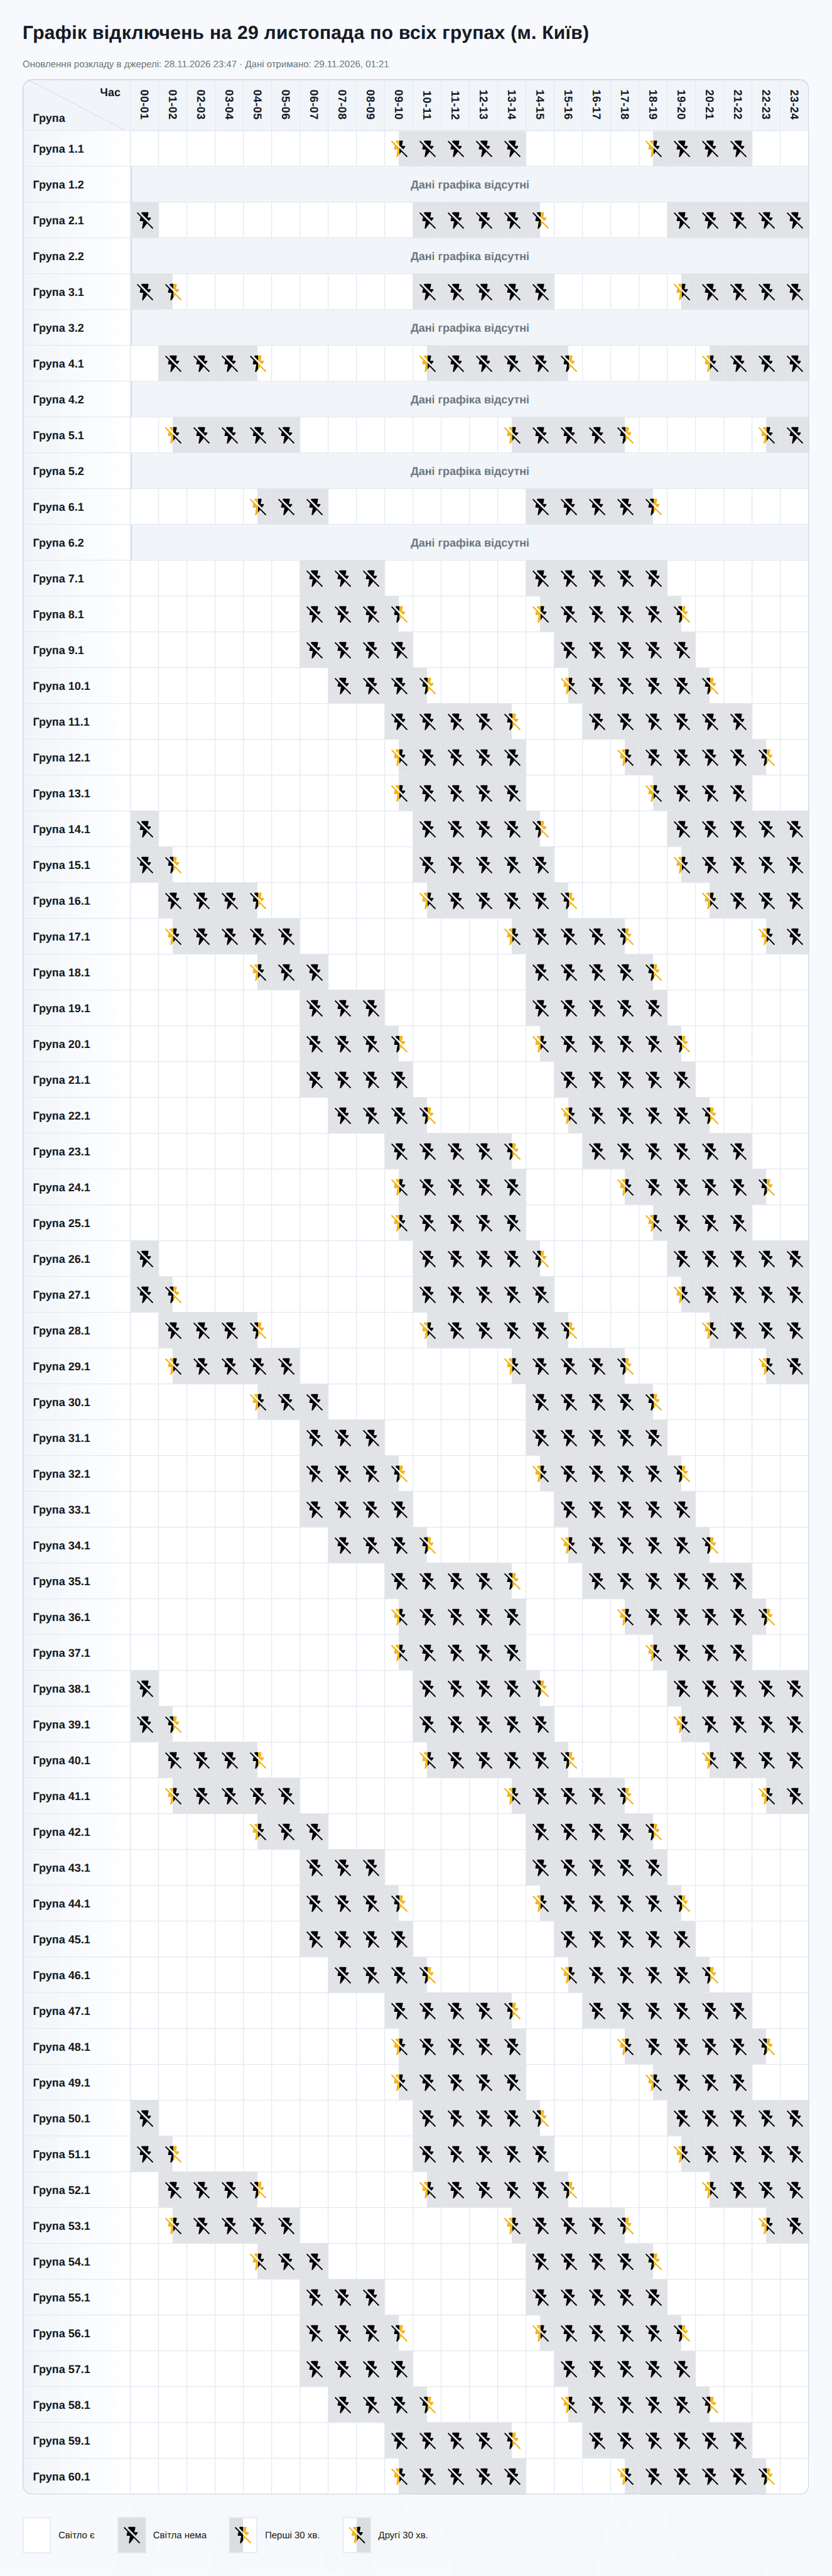 Графік відключень на 29 листопада по всіх групах (м. Київ)
Оновлення розкладу в джерелі: 28.11.2026 23:47 · Дані отримано: 29.11.2026, 01:21
Час
Група
00-01 01-02 02-03 03-04 04-05 05-06 06-07 07-08 08-09 09-10 10-11 11-12 12-13 13-14 14-15 15-16 16-17 17-18 18-19 19-20 20-21 21-22 22-23 23-24
Група 1.1
Група 1.2 Дані графіка відсутні
Група 2.1
Група 2.2 Дані графіка відсутні
Група 3.1
Група 3.2 Дані графіка відсутні
Група 4.1
Група 4.2 Дані графіка відсутні
Група 5.1
Група 5.2 Дані графіка відсутні
Група 6.1
Група 6.2 Дані графіка відсутні
Група 7.1
Група 8.1
Група 9.1
Група 10.1
Група 11.1
Група 12.1
Група 13.1
Група 14.1
Група 15.1
Група 16.1
Група 17.1
Група 18.1
Група 19.1
Група 20.1
Група 21.1
Група 22.1
Група 23.1
Група 24.1
Група 25.1
Група 26.1
Група 27.1
Група 28.1
Група 29.1
Група 30.1
Група 31.1
Група 32.1
Група 33.1
Група 34.1
Група 35.1
Група 36.1
Група 37.1
Група 38.1
Група 39.1
Група 40.1
Група 41.1
Група 42.1
Група 43.1
Група 44.1
Група 45.1
Група 46.1
Група 47.1
Група 48.1
Група 49.1
Група 50.1
Група 51.1
Група 52.1
Група 53.1
Група 54.1
Група 55.1
Група 56.1
Група 57.1
Група 58.1
Група 59.1
Група 60.1
Світло є Світла нема Перші 30 хв. Другі 30 хв.